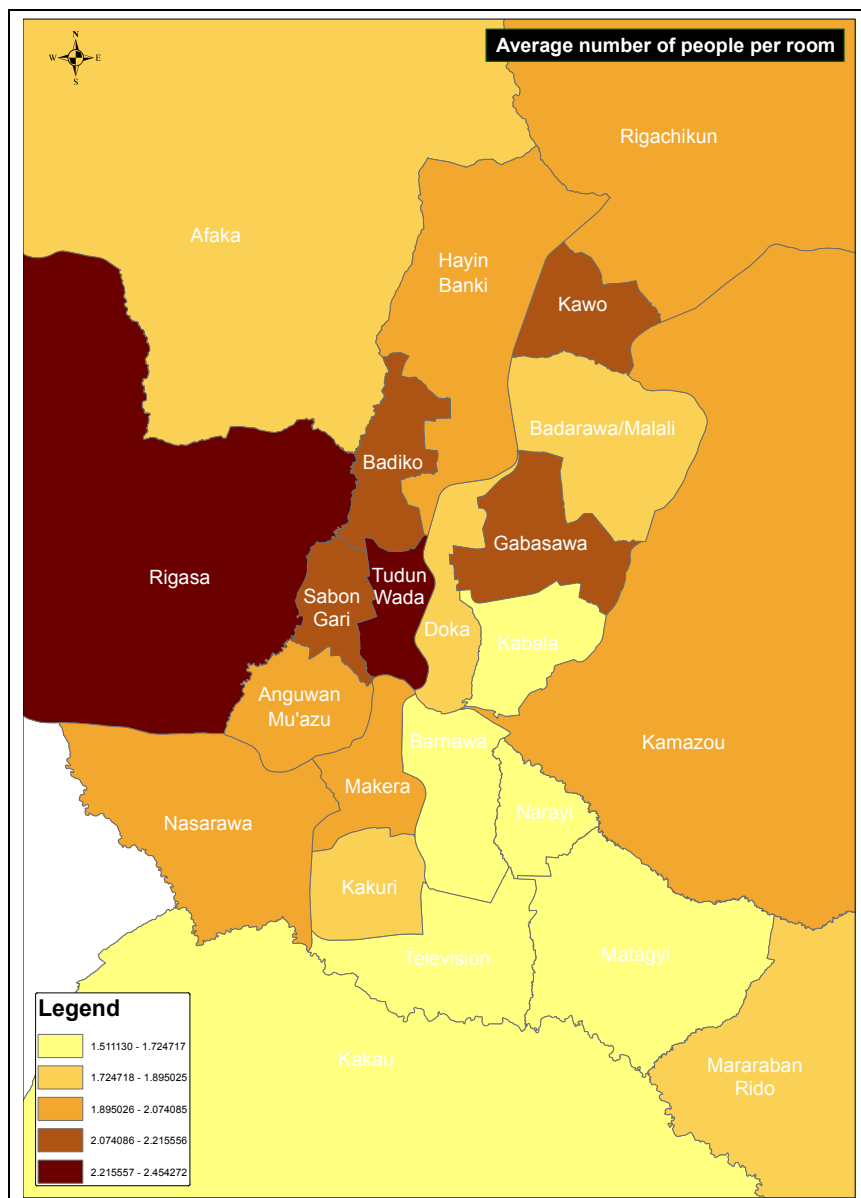 N
W E
S
Average number of people per room
Rigachikun
Afaka
Hayin
Banki
Kawo
Badarawa/Malali
Badiko
Gabasawa
Rigasa
Tudun
Wada
Sabon
Gari
Doka
Kabala
Anguwan
Mu'azu
Barnawa
Kamazou
Makera
Narayi
Nasarawa
Kakuri
Television
Matagyi
Kakau
Mararaban
Rido
Legend
1.511130 - 1.724717
1.724718 - 1.895025
1.895026 - 2.074085
2.074086 - 2.215556
2.215557 - 2.454272